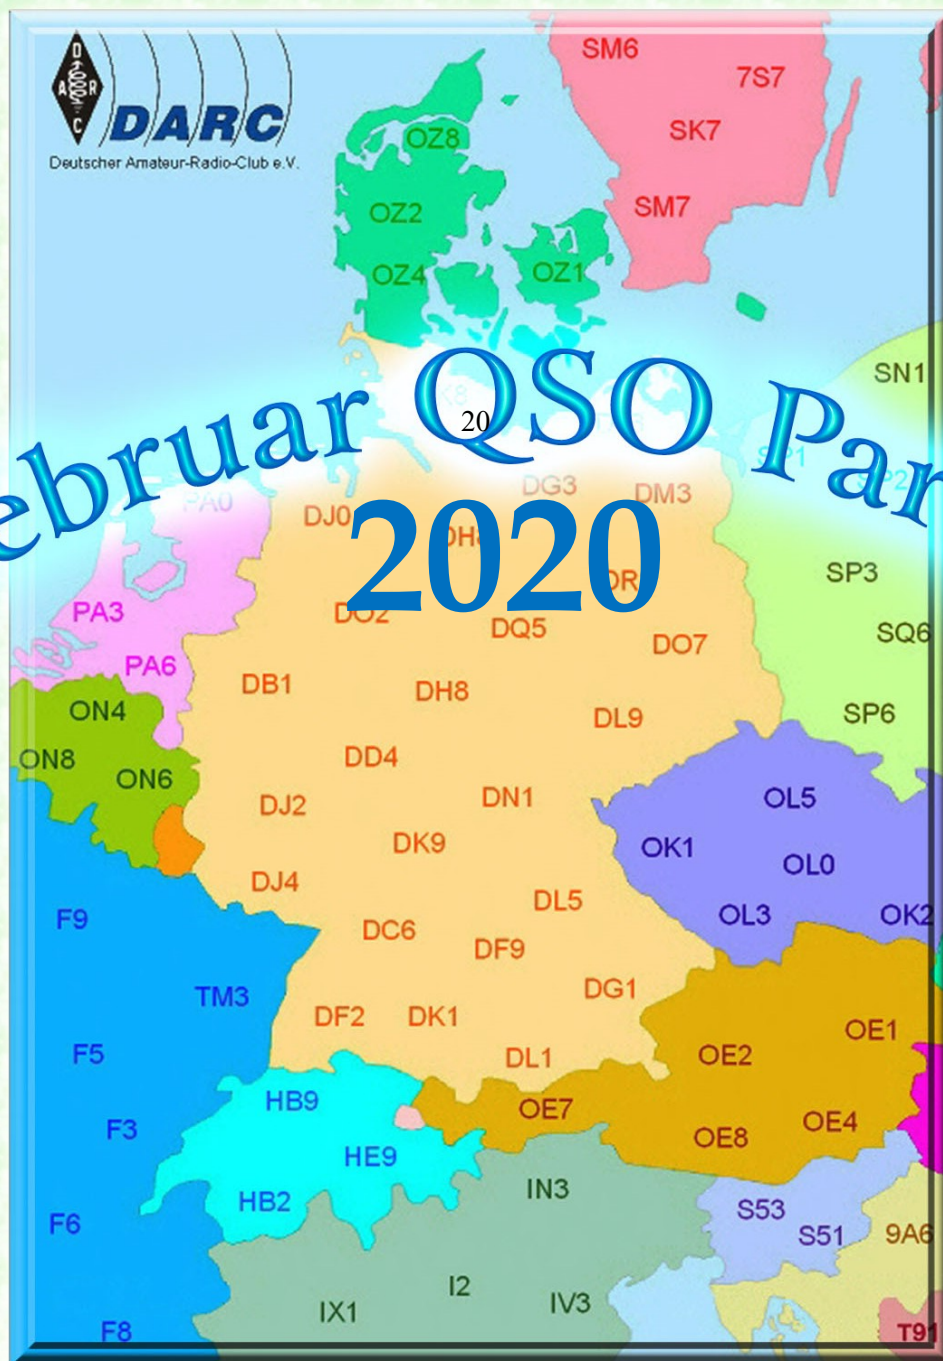 D
A R
C
DARC
Deutscher Amateur-Radio-Club e.V.
SM6
7S7
SK7
OZ8
SM7
OZ2
OZ4
OZ1
SN1
ebruar QSO Par
20
2020
SP1
SP2
PA0
DG3
DM3
DJ0
SP3
PA3
DO2
DQ5
SQ6
DO7
PA6
DB1
DH8
ON4
DL9
SP6
ON8
DD4
ON6
DN1
OL5
DJ2
DK9
OK1
OL0
DJ4
DL5
F9
DC6
OL3
OK2
DF9
TM3
DG1
DF2
DK1
OE1
F5
DL1
OE2
HB9
OE7
F3
OE8
OE4
HE9
IN3
HB2
S53
F6
S51
9A6
I2
IX1
IV3
F8
T91